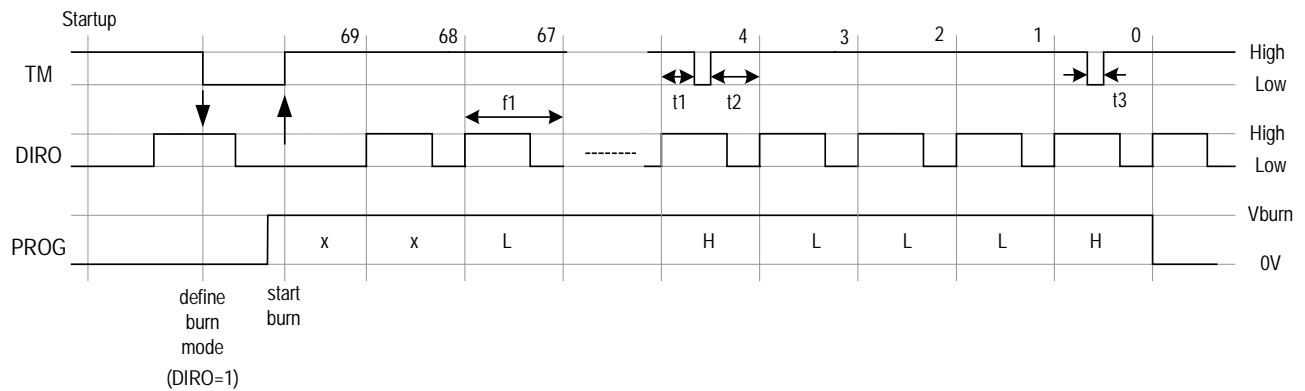 Startup
69 68 67 4 3 2 1 0
TM
High
Low
t1 t2 t3
f1
DIRO
High
Low
--------
PROG
Vburn
x x L H L L L H
0V
define
burn
mode
(DIRO=1)
start
burn